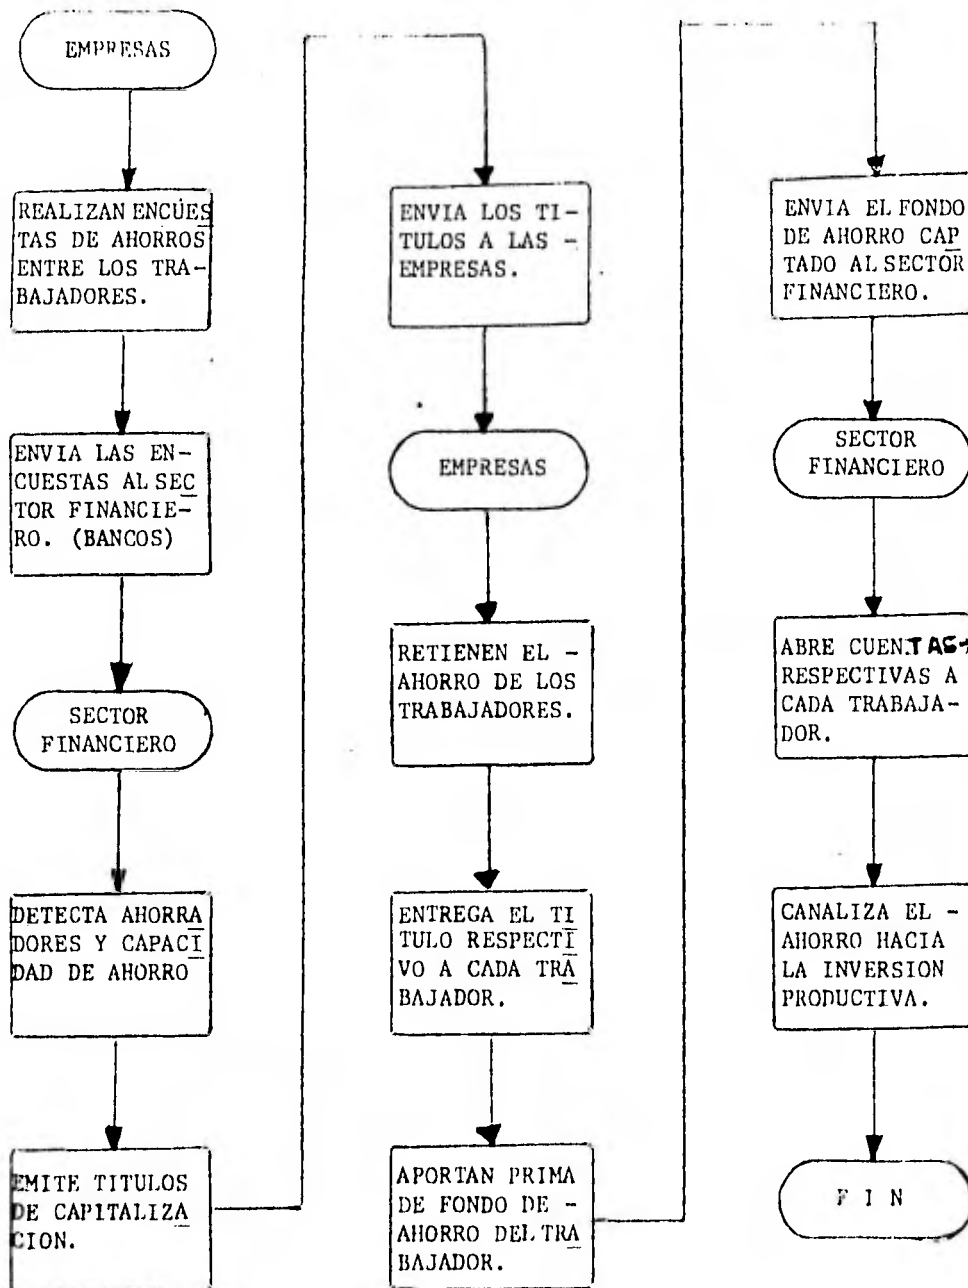 EMPRESAS
REALIZAN ENCUES
TAS DE AHORROS
ENTRE LOS TRA-
BAJADORES.
ENVIA LAS EN-
CUESTAS AL SEC
TOR FINANCIE-
RO. (BANCOS)
SECTOR
FINANCIERO
DETECTA AHORRA
DORES Y CAPACI
DAD DE AHORRO
EMITE TITULOS
DE CAPITALIZA
CION.
ENVIA LOS TI-
TULOS A LAS -
EMPRESAS.
EMPRESAS
RETIENEN EL -
AHORRO DE LOS
TRABAJADORES.
ENTREGA EL TI
TULO RESPECTI
VO A CADA TRA
BAJADOR.
APORTAN PRIMA
DE FONDO DE -
AHORRO DEL TRA
BAJADOR.
ENVIA EL FONDO
DE AHORRO CAP
TADO AL SECTOR
FINANCIERO.
SECTOR
FINANCIERO
ABRE CUENTAS-
RESPECTIVAS A
CADA TRABAJA-
DOR.
CANALIZA EL -
AHORRO HACIA
LA INVERSION
PRODUCTIVA.
F I N